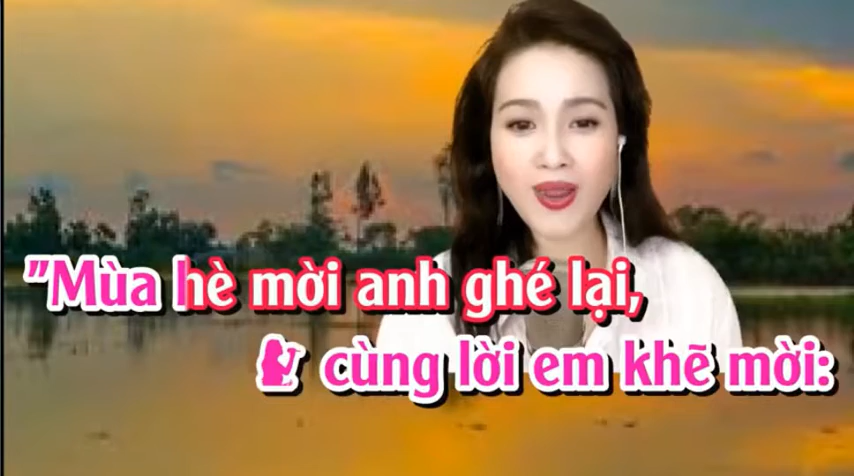 "Mùa hè mời anh ghé lại,
cùng lời em khẽ mời: